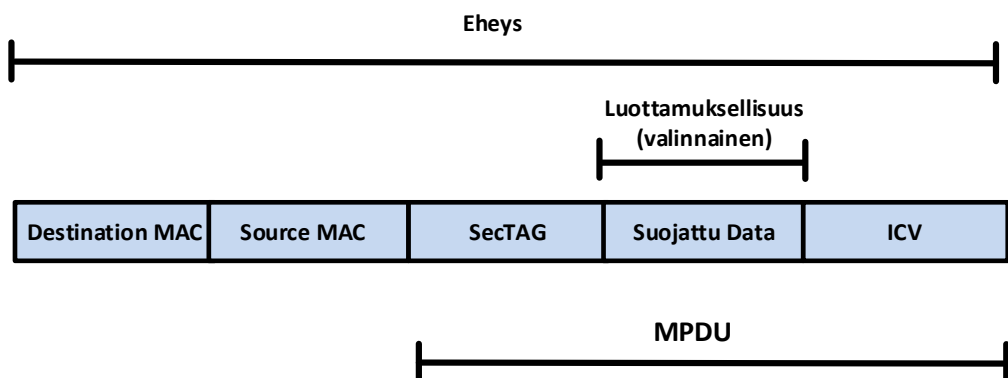 Eheys
Luottamuksellisuus
(valinnainen)
Destination MAC
Source MAC
SecTAG
Suojattu Data
ICV
MPDU